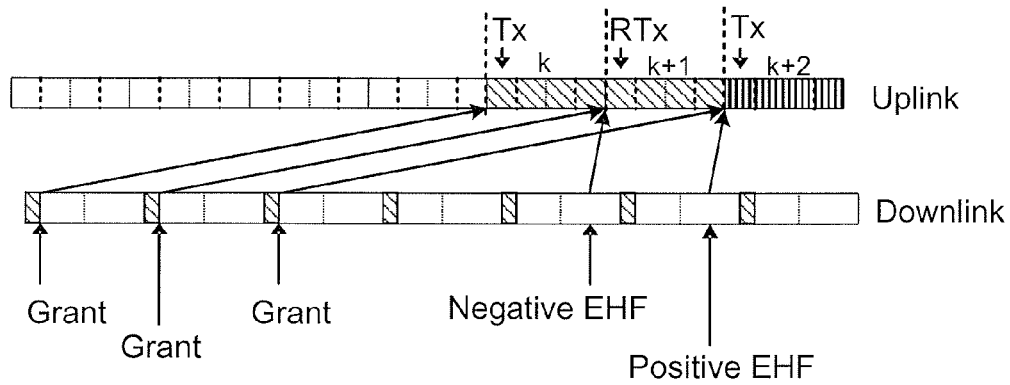 Tx RTx Tx
k k+1 k+2
Uplink
Downlink
Grant Grant Negative EHF
Grant
Positive EHF